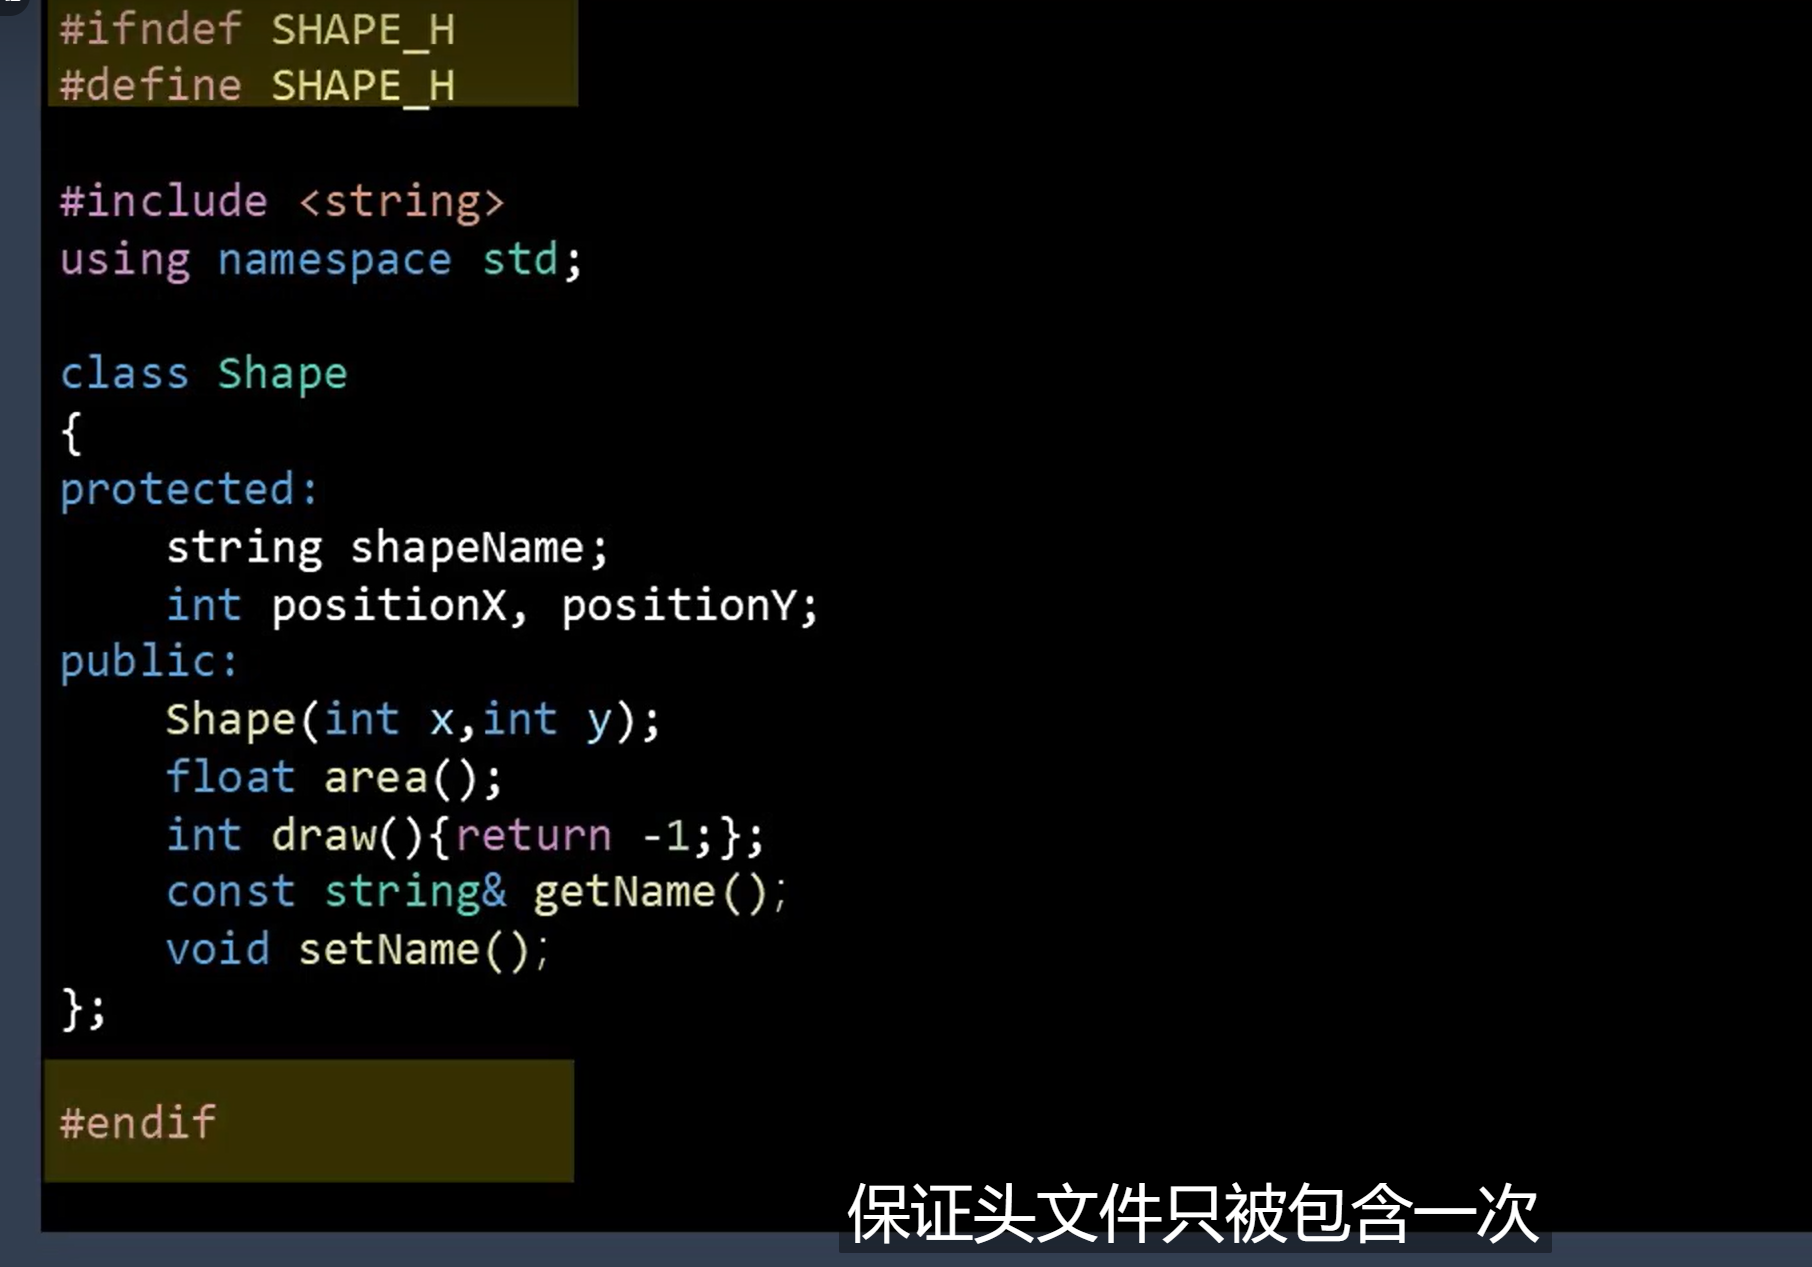 #ifndef SHAPE_H
#define SHAPE_H
#include <string>
using namespace std;
class Shape
{
protected:
    string shapeName;
    int positionX, positionY;
public:
    Shape(int x,int y);
    float area();
    int draw(){return -1;};
    const string& getName();
    void setName();
};
#endif
保证头文件只被包含一次